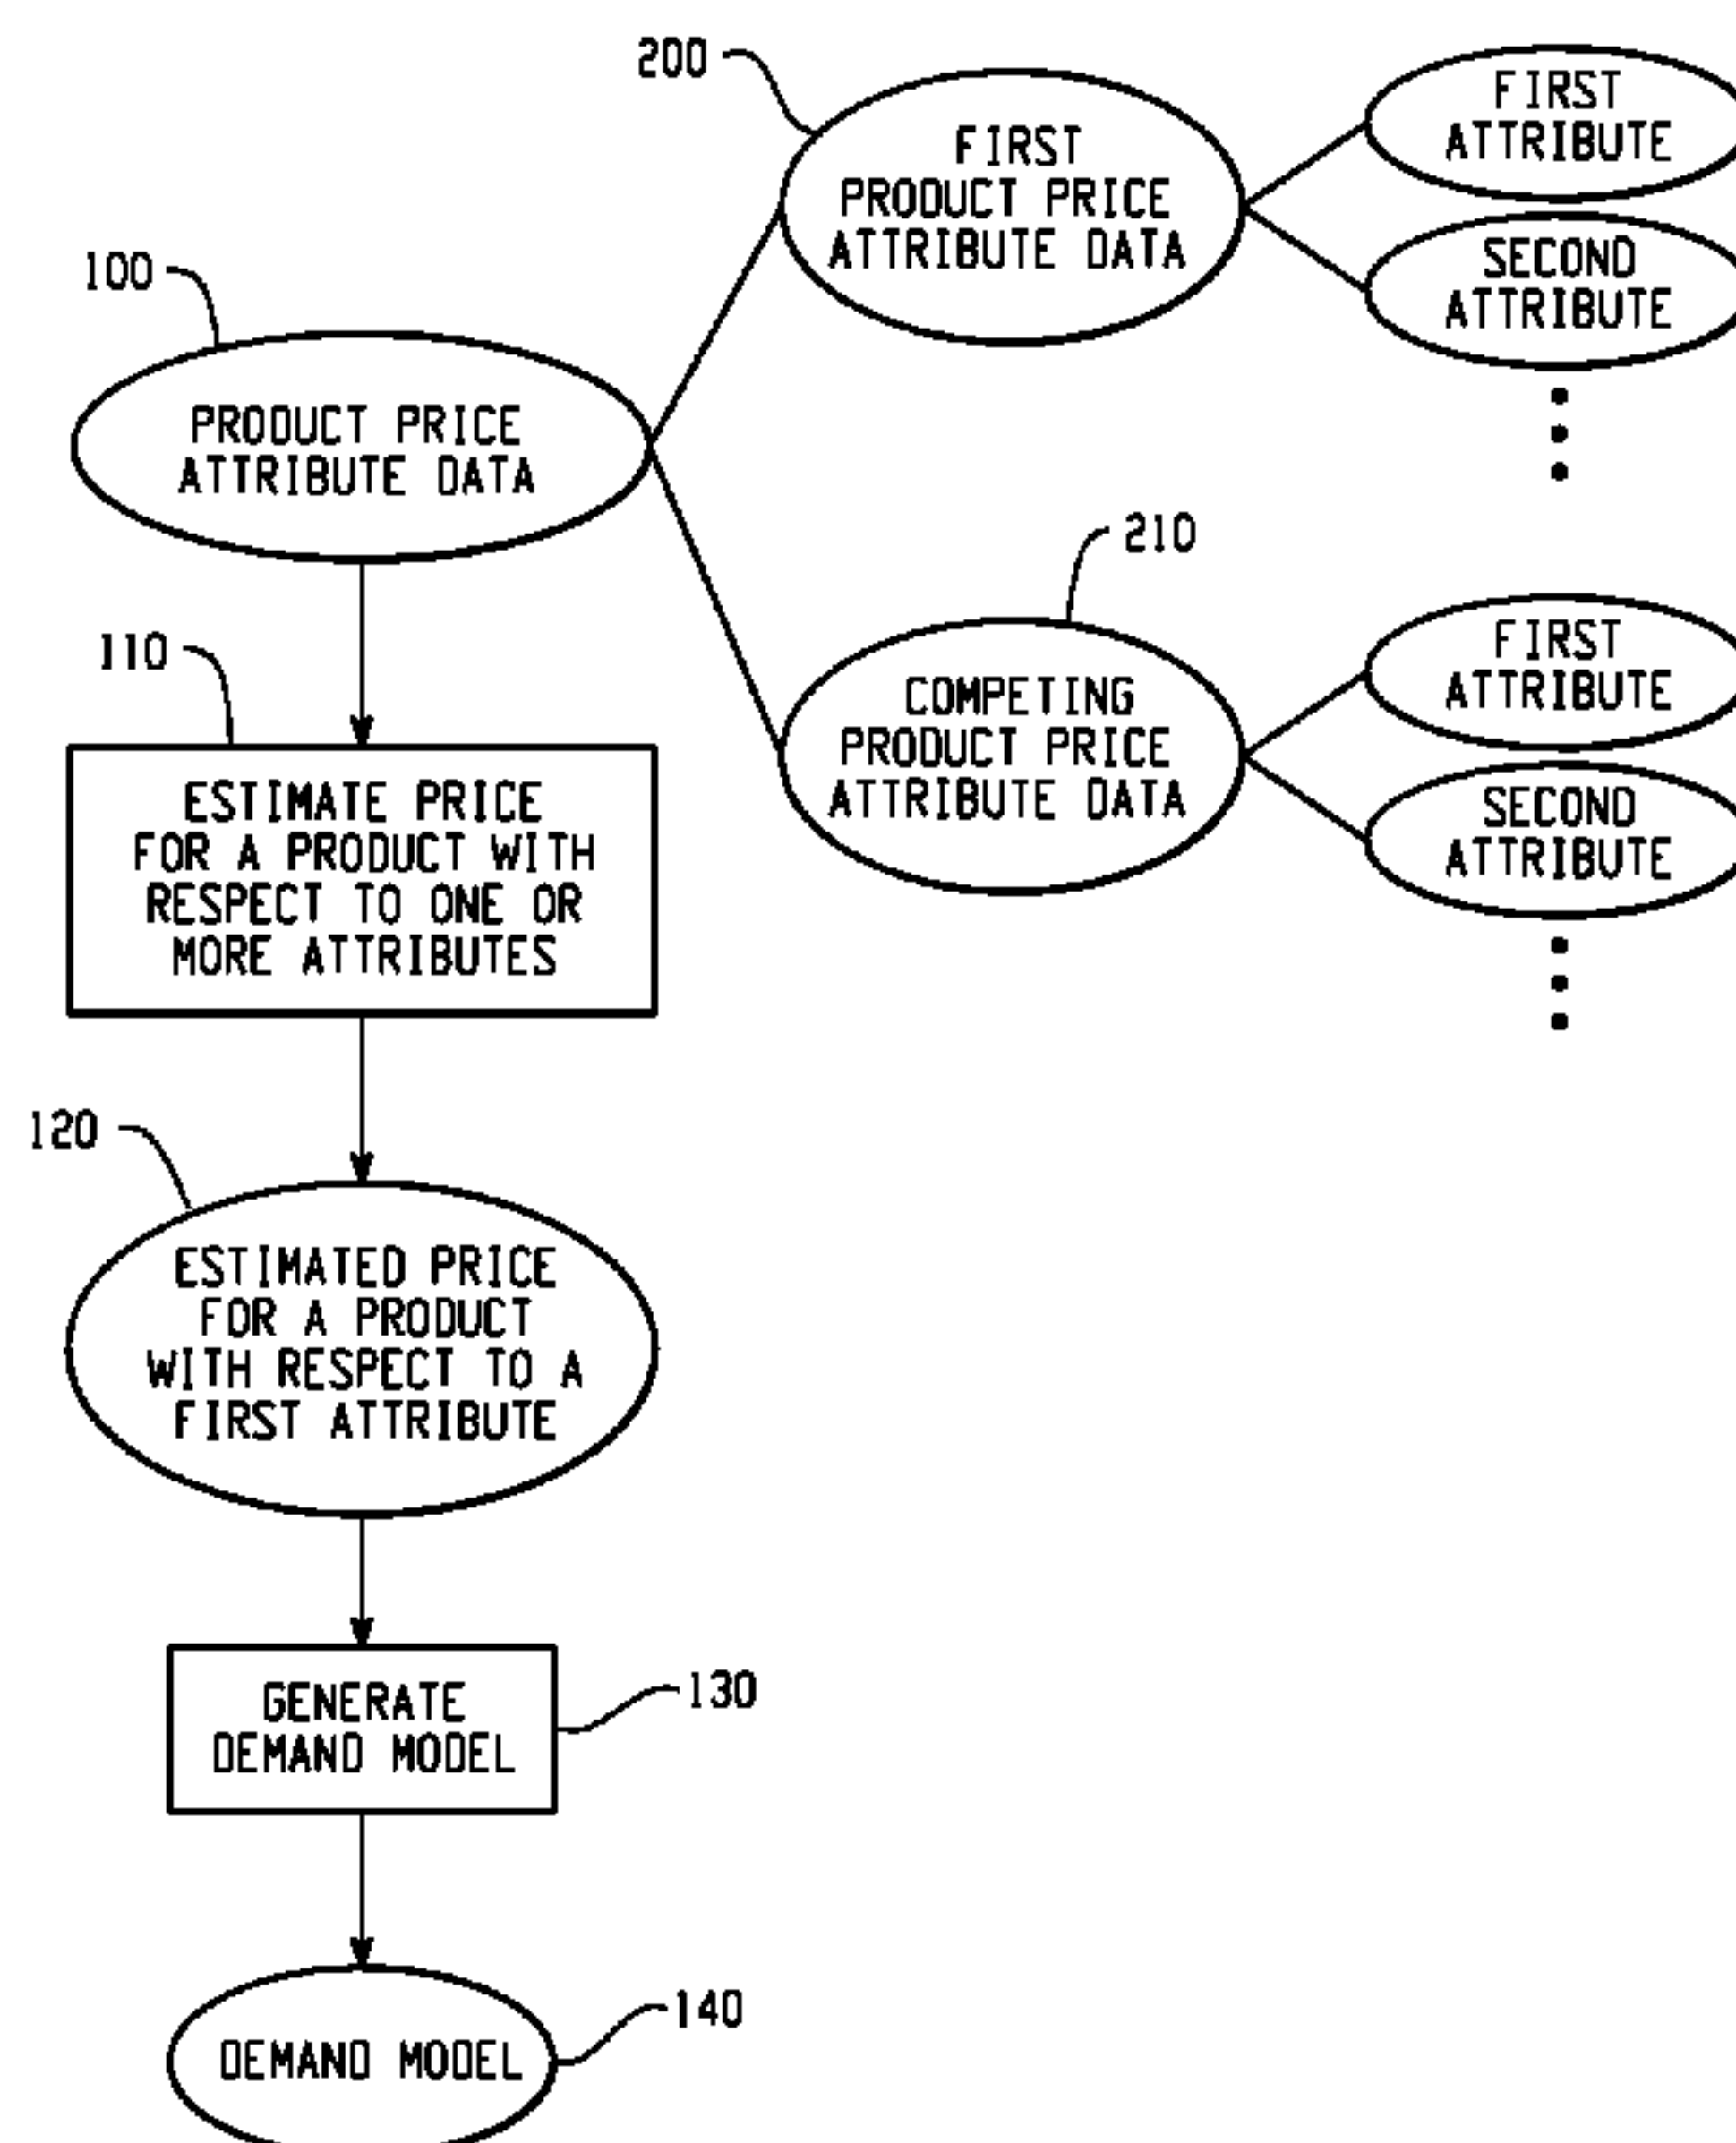 200
FIRST
PRODUCT PRICE
ATTRIBUTE DATA
FIRST
ATTRIBUTE
SECOND
ATTRIBUTE
100
PRODUCT PRICE
ATTRIBUTE DATA
210
COMPETING
PRODUCT PRICE
ATTRIBUTE DATA
FIRST
ATTRIBUTE
SECOND
ATTRIBUTE
110
ESTIMATE PRICE
FOR A PRODUCT WITH
RESPECT TO ONE OR
MORE ATTRIBUTES
120
ESTIMATED PRICE
FOR A PRODUCT
WITH RESPECT TO A
FIRST ATTRIBUTE
GENERATE
DEMAND MODEL
130
DEMAND MODEL
140